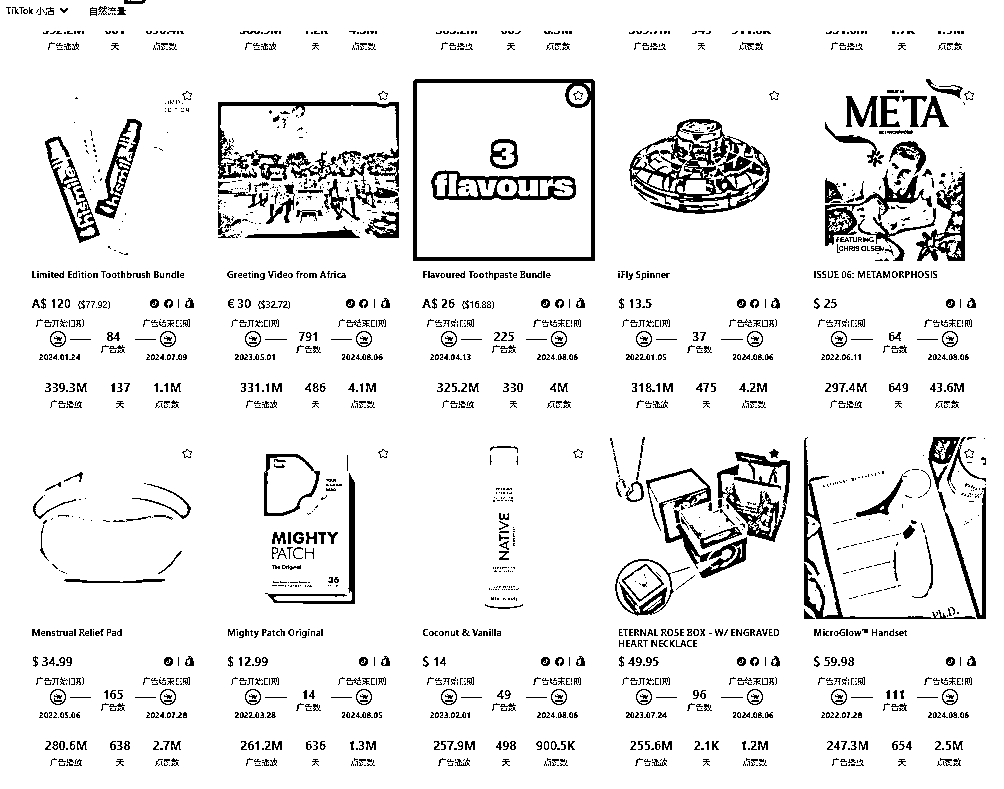 TikTok 小店 自然流量
广告播放 天 点赞数 广告播放 天 点赞数 广告播放 天 点赞数 广告播放 天 点赞数 广告播放 天 点赞数
LIMITED
EDITION
3
flavours
META
FEATURING
CHRIS OLSEN
Limited Edition Toothbrush Bundle Greeting Video from Africa Flavoured Toothpaste Bundle iFly Spinner ISSUE 06: METAMORPHOSIS
A$ 120 ($77.92) € 30 ($32.72) A$ 26 ($16.88) $ 13.5 $ 25
广告开始日期 广告结束日期 广告开始日期 广告结束日期 广告开始日期 广告结束日期 广告开始日期 广告结束日期 广告开始日期 广告结束日期
84 791 225 37 64
广告数 广告数 广告数 广告数 广告数
2024.01.24 2024.07.09 2023.05.01 2024.08.06 2024.04.13 2024.08.06 2022.01.05 2024.08.06 2022.06.11 2024.08.06
339.3M 137 1.1M 331.1M 486 4.1M 325.2M 330 4M 318.1M 475 4.2M 297.4M 649 43.6M
广告播放 天 点赞数 广告播放 天 点赞数 广告播放 天 点赞数 广告播放 天 点赞数 广告播放 天 点赞数
MIGHTY
PATCH
The Original
36
NATIVE
Ph.D.
Menstrual Relief Pad Mighty Patch Original Coconut & Vanilla ETERNAL ROSE BOX - W/ ENGRAVED MicroGlow™ Handset
HEART NECKLACE
$ 34.99 $ 12.99 $ 14 $ 49.95 $ 59.98
广告开始日期 广告结束日期 广告开始日期 广告结束日期 广告开始日期 广告结束日期 广告开始日期 广告结束日期 广告开始日期 广告结束日期
165 14 49 96 111
广告数 广告数 广告数 广告数 广告数
2022.05.06 2024.07.28 2022.03.28 2024.08.05 2023.02.01 2024.08.06 2023.07.24 2024.08.06 2022.07.28 2024.08.06
280.6M 638 2.7M 261.2M 636 1.3M 257.9M 498 900.5K 255.6M 2.1K 1.2M 247.3M 654 2.5M
广告播放 天 点赞数 广告播放 天 点赞数 广告播放 天 点赞数 广告播放 天 点赞数 广告播放 天 点赞数